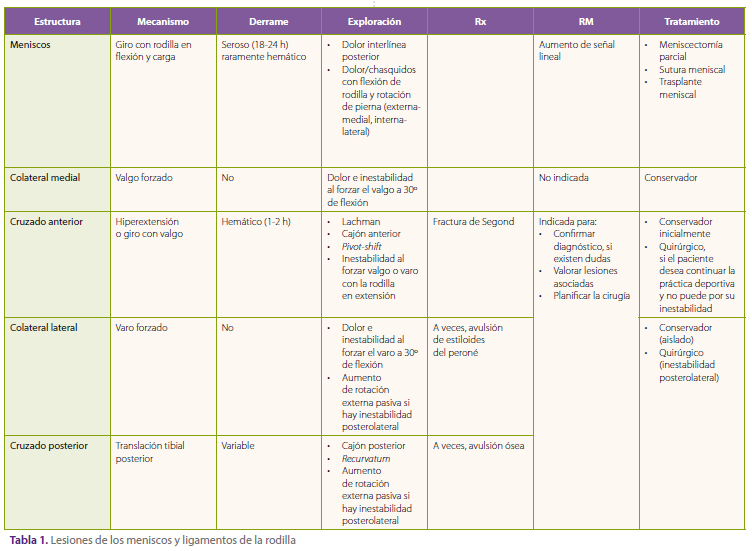 Estructura
Mecanismo
Derrame
Exploración
Rx
RM
Tratamiento
Meniscos
Giro con rodilla en
flexión y carga
Seroso (18-24 h)
raramente hemático
• Dolor interlínea
posterior
• Dolor/chasquidos
con flexión de
rodilla y rotación
de pierna (externa-
medial, interna-
lateral)
Aumento de señal
lineal
• Meniscectomía
parcial
• Sutura meniscal
• Trasplante
meniscal
Colateral medial
Valgo forzado
No
Dolor e inestabilidad
al forzar el valgo a 30º
de flexión
No indicada
Conservador
Cruzado anterior
Hiperextensión
o giro con valgo
Hemático (1-2 h)
• Lachman
• Cajón anterior
• Pivot-shift
• Inestabilidad al
forzar valgo o varo
con la rodilla
en extensión
Fractura de Segond
Indicada para:
• Confirmar
diagnóstico, si
existen dudas
• Valorar lesiones
asociadas
• Planificar la cirugía
• Conservador
inicialmente
• Quirúrgico,
si el paciente
desea continuar la
práctica deportiva
y no puede por su
inestabilidad
Colateral lateral
Varo forzado
No
• Dolor e
inestabilidad al
forzar el varo a 30º
de flexión
• Aumento
de rotación
externa pasiva si
hay inestabilidad
posterolateral
A veces, avulsión
de estiloides
del peroné
• Conservador
(aislado)
• Quirúrgico
(inestabilidad
posterolateral)
Cruzado posterior
Translación tibial
posterior
Variable
• Cajón posterior
• Recurvatum
• Aumento
de rotación
externa pasiva si
hay inestabilidad
posterolateral
A veces, avulsión ósea
Tabla 1. Lesiones de los meniscos y ligamentos de la rodilla